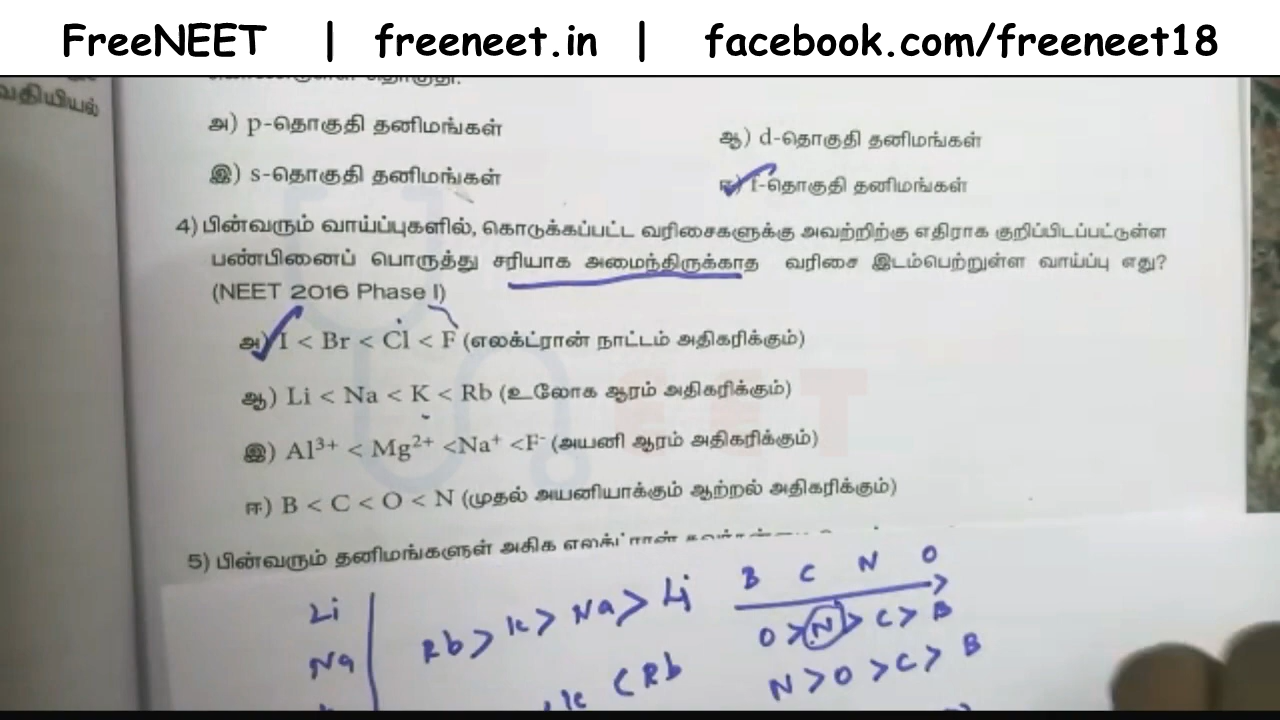 FreeNEET | freeneet.in | facebook.com/freeneet18
வதியியல்
அ) p-தொகுதி தனிமங்கள்
ஆ) d-தொகுதி தனிமங்கள்
இ) s-தொகுதி தனிமங்கள்
ஈ) f-தொகுதி தனிமங்கள்
4) பின்வரும் வாய்ப்புகளில், கொடுக்கப்பட்ட வரிசைகளுக்கு அவற்றிற்கு எதிராக குறிப்பிடப்பட்டுள்ள
பண்பினைப் பொருத்து சரியாக அமைந்திருக்காத வரிசை இடம்பெற்றுள்ள வாய்ப்பு எது?
(NEET 2016 Phase I)
அ) I < Br < Cl < F (எலக்ட்ரான் நாட்டம் அதிகரிக்கும்)
ஆ) Li < Na < K < Rb (உலோக ஆரம் அதிகரிக்கும்)
இ) Al³⁺ < Mg²⁺ <Na⁺ <F⁻ (அயனி ஆரம் அதிகரிக்கும்)
ஈ) B < C < O < N (முதல் அயனியாக்கும் ஆற்றல் அதிகரிக்கும்)
5) பின்வரும் தனிமங்களுள் அதிக எலக்ட்ரான்
B C N O
Li
Rb > K > Na > Li
O > N > C > B
Na
K < Rb
N > O > C > B
EET